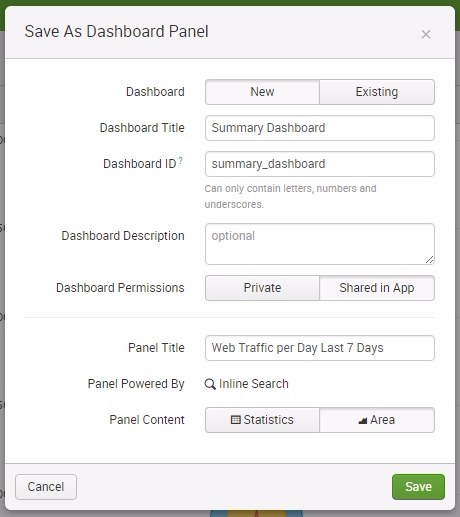 Save As Dashboard Panel
×
Dashboard New Existing
Dashboard Title Summary Dashboard
Dashboard ID ? summary_dashboard
Can only contain letters, numbers and
underscores.
Dashboard Description optional
Dashboard Permissions Private Shared in App
Panel Title Web Traffic per Day Last 7 Days
Panel Powered By Inline Search
Panel Content Statistics Area
Cancel Save